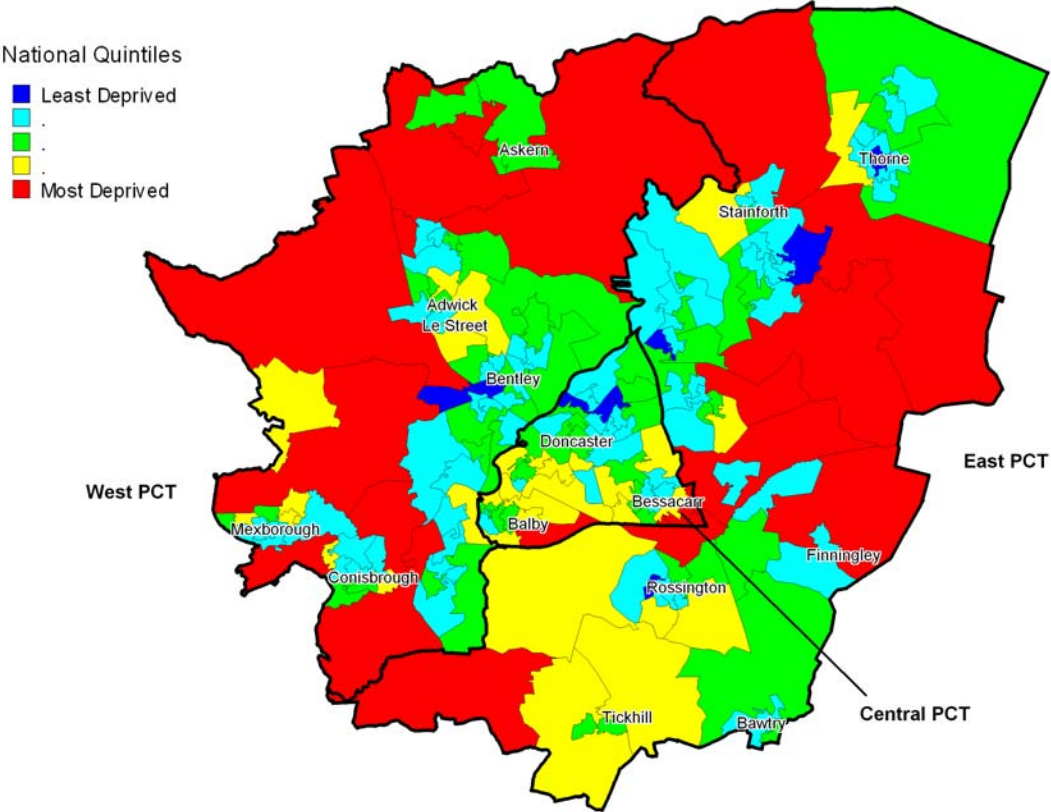 National Quintiles
Least Deprived
.
.
.
Most Deprived
Askern
Thorne
Stainforth
Adwick
Le Street
Bentley
Doncaster
East PCT
West PCT
Bessacarr
Balby
Mexborough
Finningley
Conisbrough
Rossington
Central PCT
Tickhill
Bawtry